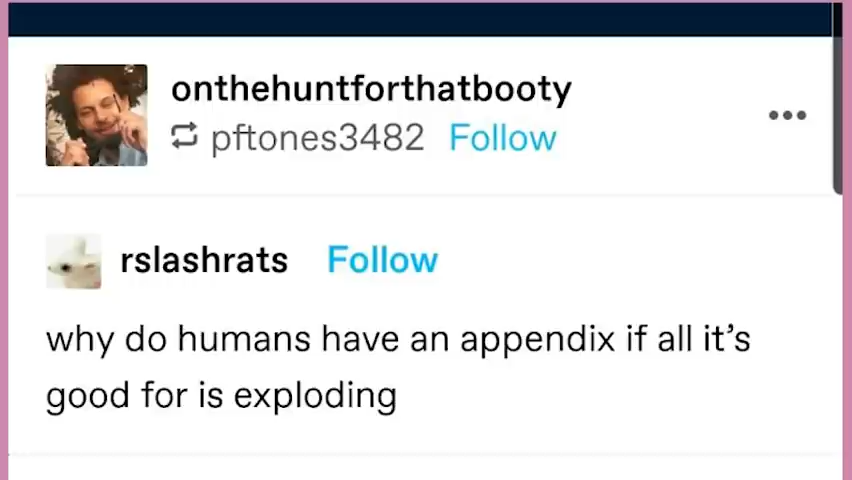 onthehuntforthatbooty
pftones3482 Follow
rslashrats Follow
why do humans have an appendix if all it’s
good for is exploding